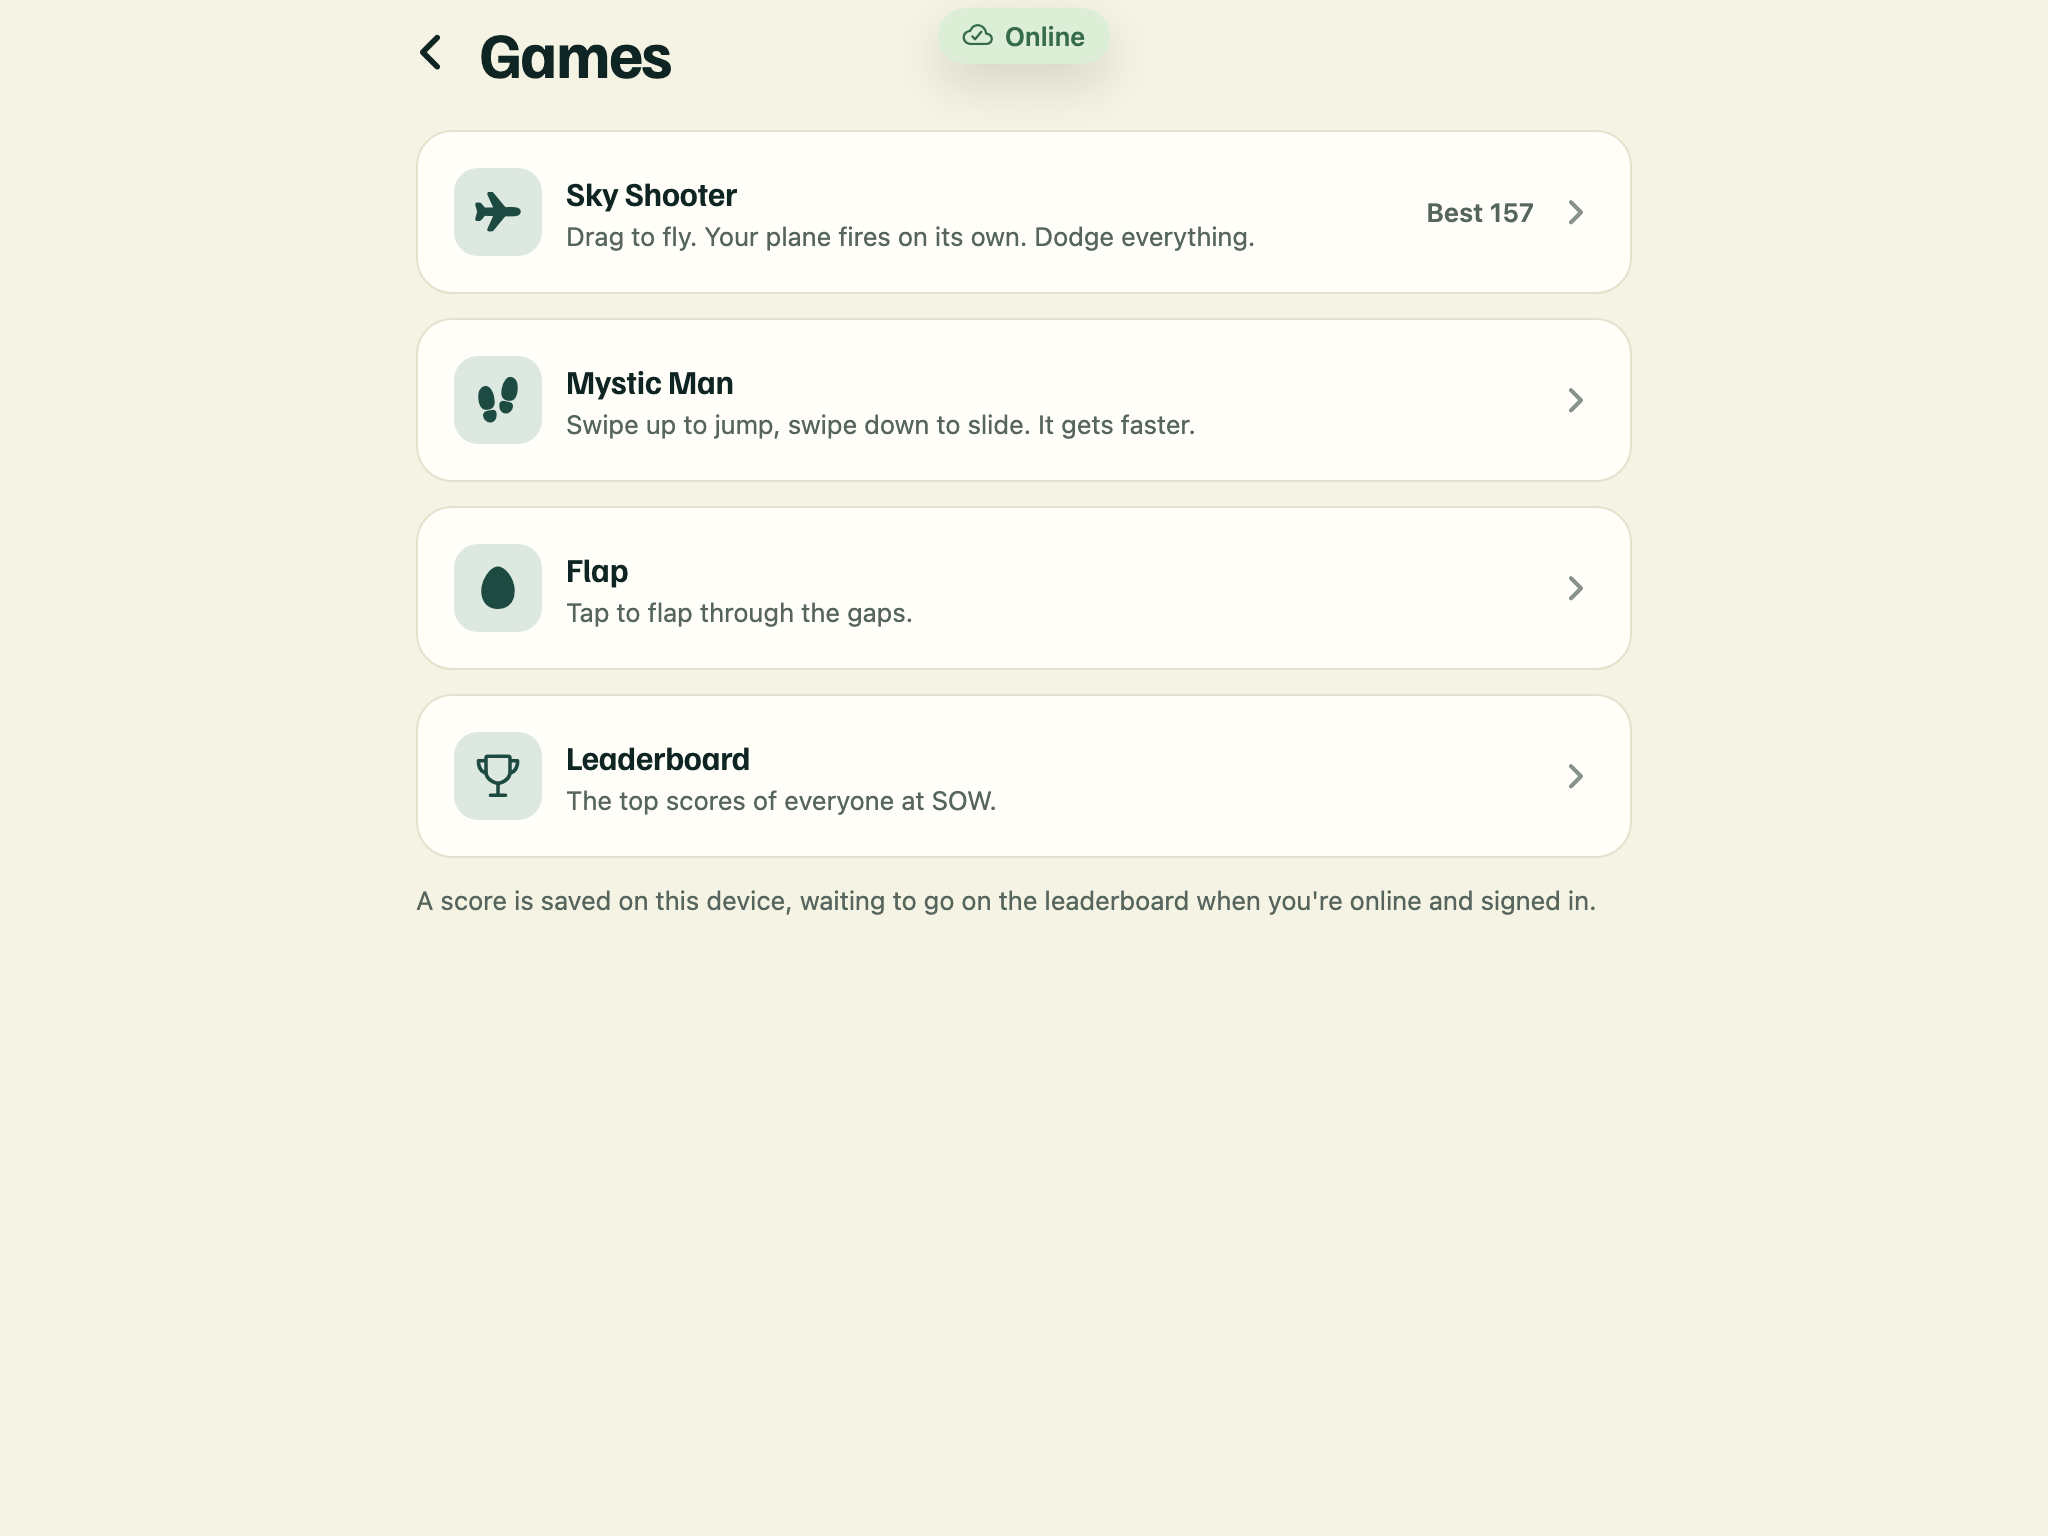 Games
Online
Sky Shooter
Drag to fly. Your plane fires on its own. Dodge everything.
Best 157
Mystic Man
Swipe up to jump, swipe down to slide. It gets faster.
Flap
Tap to flap through the gaps.
Leaderboard
The top scores of everyone at SOW.
A score is saved on this device, waiting to go on the leaderboard when you're online and signed in.